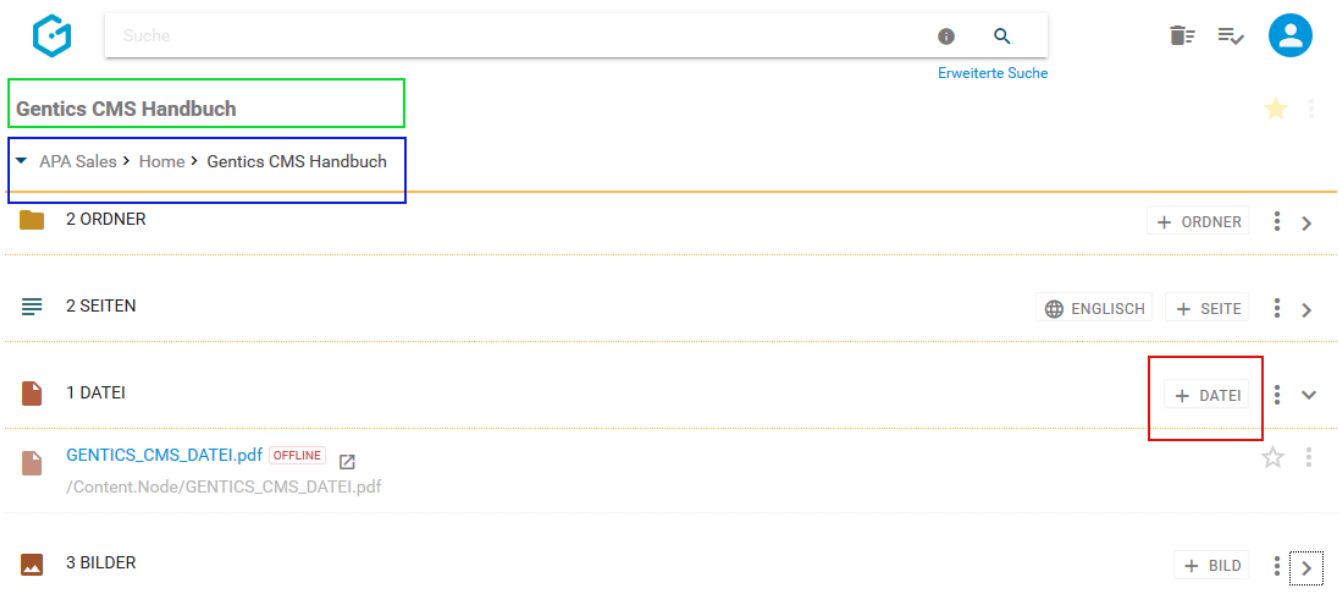 Suche
Erweiterte Suche
Gentics CMS Handbuch
APA Sales > Home > Gentics CMS Handbuch
2 ORDNER + ORDNER
2 SEITEN ENGLISCH + SEITE
1 DATEI + DATEI
GENTICS_CMS_DATEI.pdf OFFLINE
/Content.Node/GENTICS_CMS_DATEI.pdf
3 BILDER + BILD